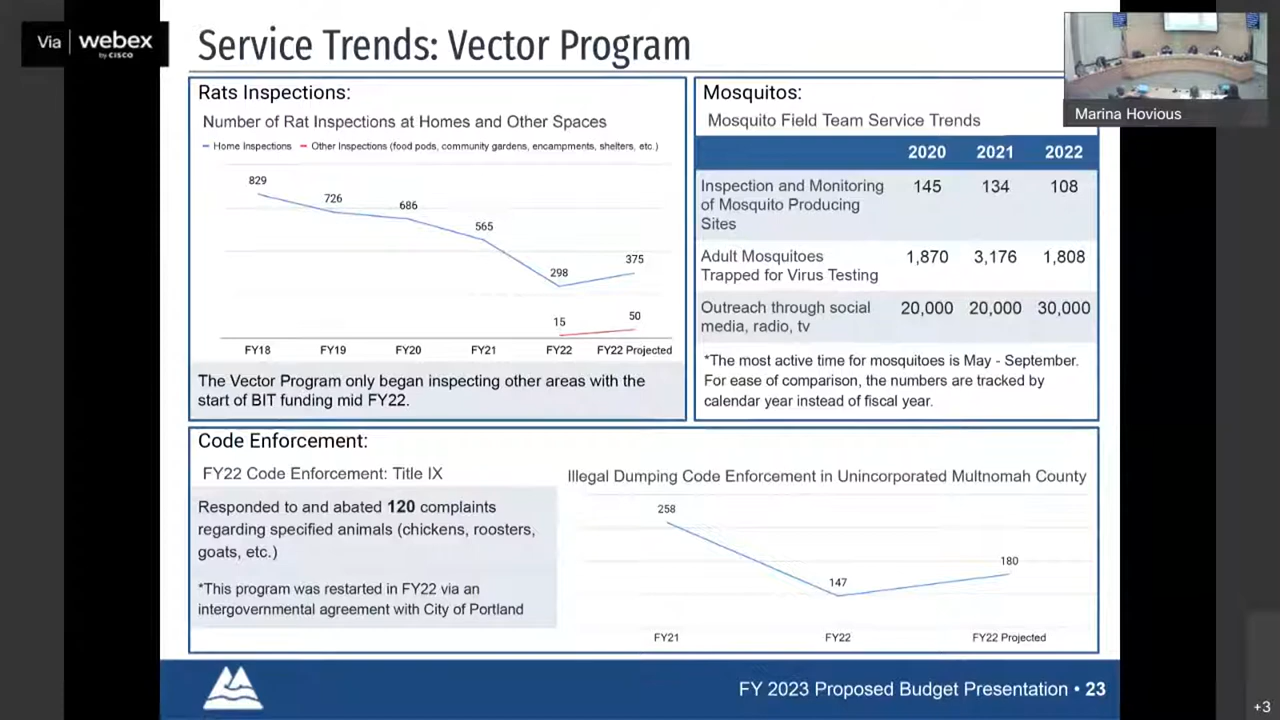 Via | webex
by CISCO
Service Trends: Vector Program
Marina Hovious
Rats Inspections:
Number of Rat Inspections at Homes and Other Spaces
Home Inspections Other Inspections (food pods, community gardens, encampments, shelters, etc.)
829
726
686
565
298
375
15
50
FY18 FY19 FY20 FY21 FY22 FY22 Projected
The Vector Program only began inspecting other areas with the
start of BIT funding mid FY22.
Mosquitos:
Mosquito Field Team Service Trends
2020 2021 2022
Inspection and Monitoring 145 134 108
of Mosquito Producing
Sites
Adult Mosquitoes 1,870 3,176 1,808
Trapped for Virus Testing
Outreach through social 20,000 20,000 30,000
media, radio, tv
*The most active time for mosquitoes is May - September.
For ease of comparison, the numbers are tracked by
calendar year instead of fiscal year.
Code Enforcement:
FY22 Code Enforcement: Title IX
Responded to and abated 120 complaints
regarding specified animals (chickens, roosters,
goats, etc.)
*This program was restarted in FY22 via an
intergovernmental agreement with City of Portland
Illegal Dumping Code Enforcement in Unincorporated Multnomah County
258
147
180
FY21 FY22 FY22 Projected
FY 2023 Proposed Budget Presentation • 23
+3